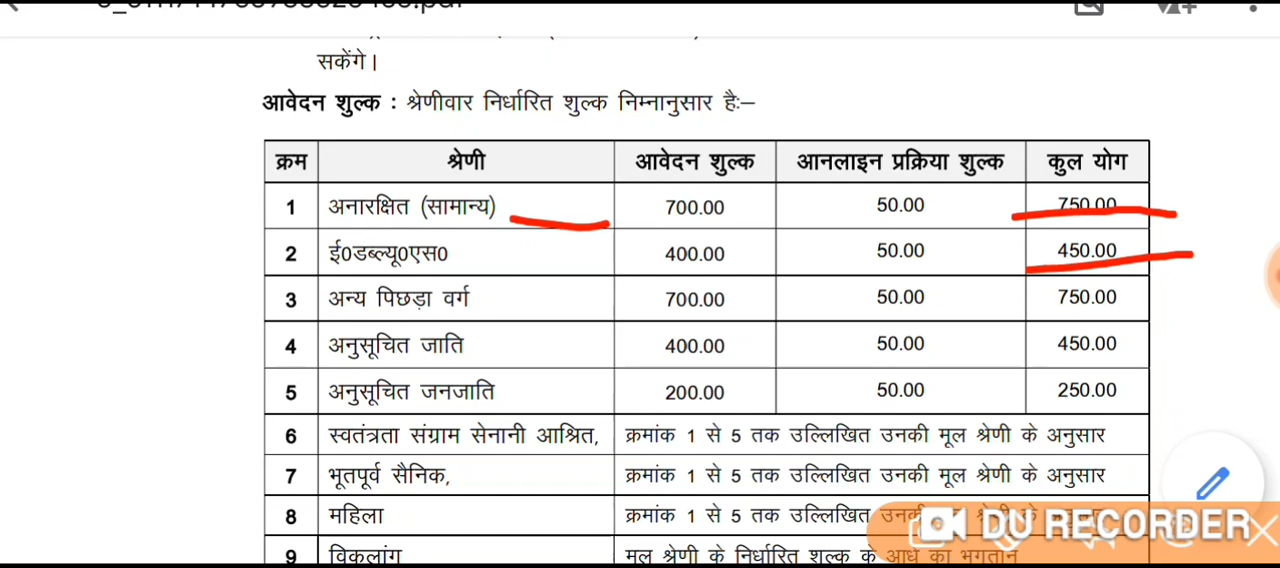 सकेंगे।
आवेदन शुल्क : श्रेणीवार निर्धारित शुल्क निम्नानुसार हैः–
क्रम श्रेणी आवेदन शुल्क आनलाइन प्रक्रिया शुल्क कुल योग
1 अनारक्षित (सामान्य) 700.00 50.00 750.00
2 ई0डब्ल्यू0एस0 400.00 50.00 450.00
3 अन्य पिछड़ा वर्ग 700.00 50.00 750.00
4 अनुसूचित जाति 400.00 50.00 450.00
5 अनुसूचित जनजाति 200.00 50.00 250.00
6 स्वतंत्रता संग्राम सेनानी आश्रित, क्रमांक 1 से 5 तक उल्लिखित उनकी मूल श्रेणी के अनुसार
7 भूतपूर्व सैनिक, क्रमांक 1 से 5 तक उल्लिखित उनकी मूल श्रेणी के अनुसार
8 महिला क्रमांक 1 से 5 तक उल्लिखित
DU RECORDER
9 विकलांग मूल श्रेणी के निर्धारित शुल्क के आधे का भुगतान